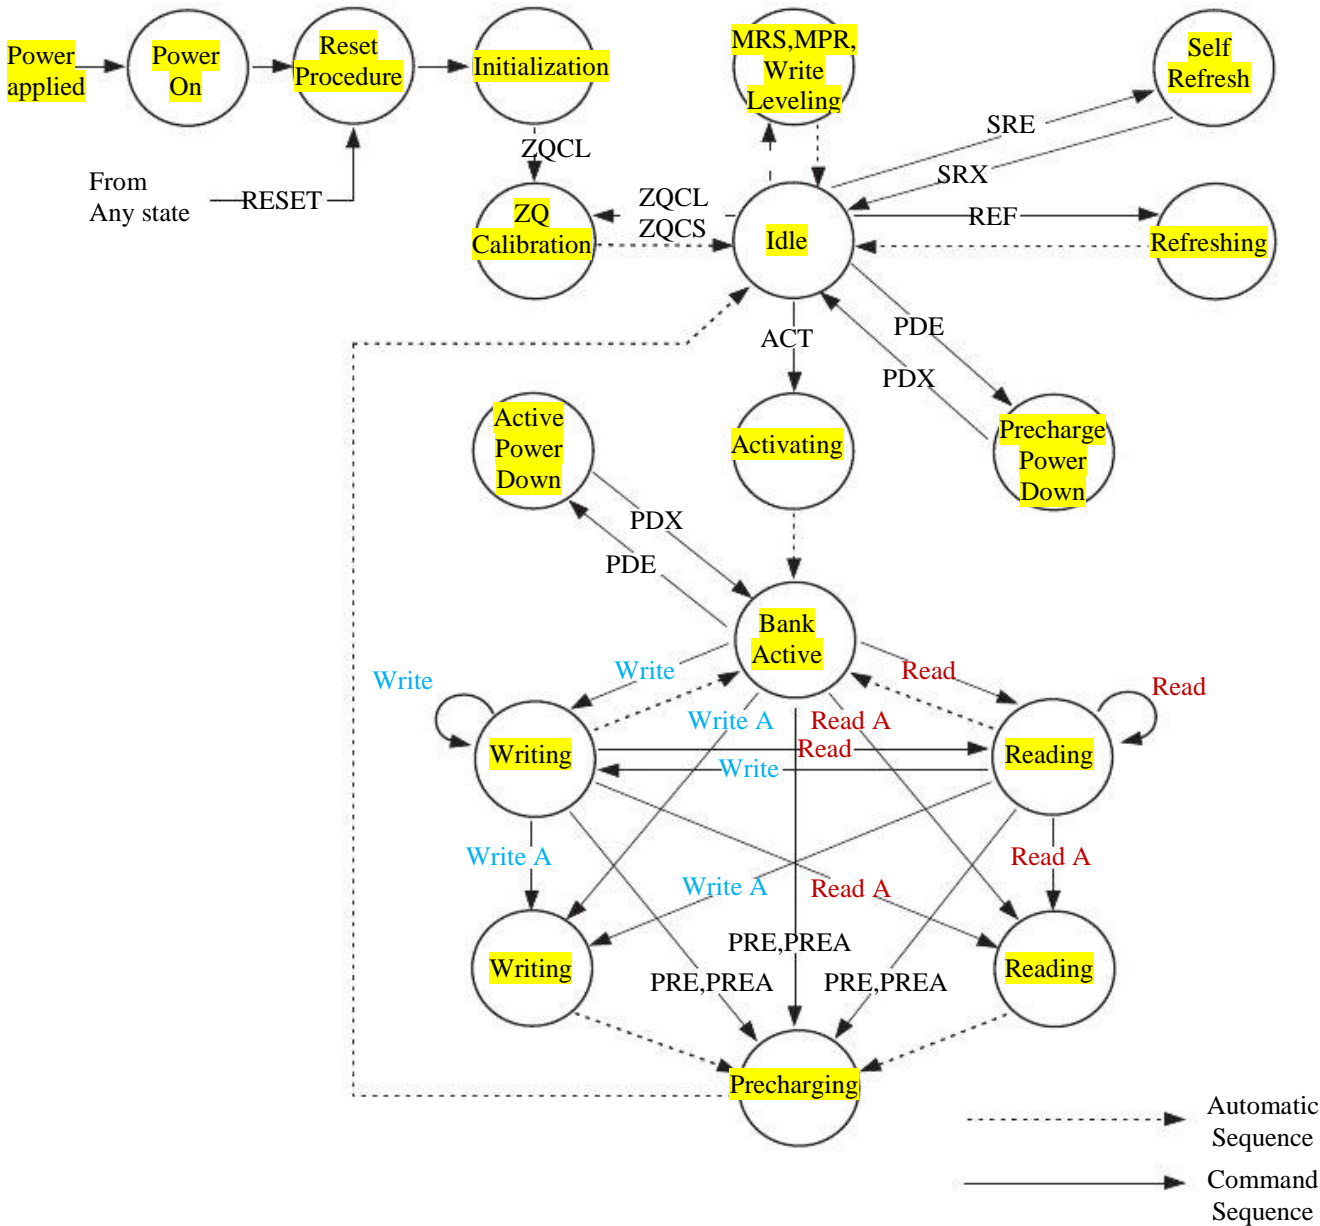 Power
applied
Power
On
Reset
Procedure
Initialization
MRS,MPR,
Write
Leveling
Self
Refresh
SRE
SRX
ZQCL
From
Any state
RESET
ZQ
Calibration
ZQCL
ZQCS
Idle
REF
Refreshing
PDE
PDX
ACT
Active
Power
Down
Activating
Precharge
Power
Down
PDX
PDE
Bank
Active
Write
Write
Read
Read
Write A
Read A
Writing
Read
Write
Reading
Write A
Write A
Read A
Read A
PRE,PREA
Writing
PRE,PREA
PRE,PREA
Reading
Precharging
Automatic
Sequence
Command
Sequence